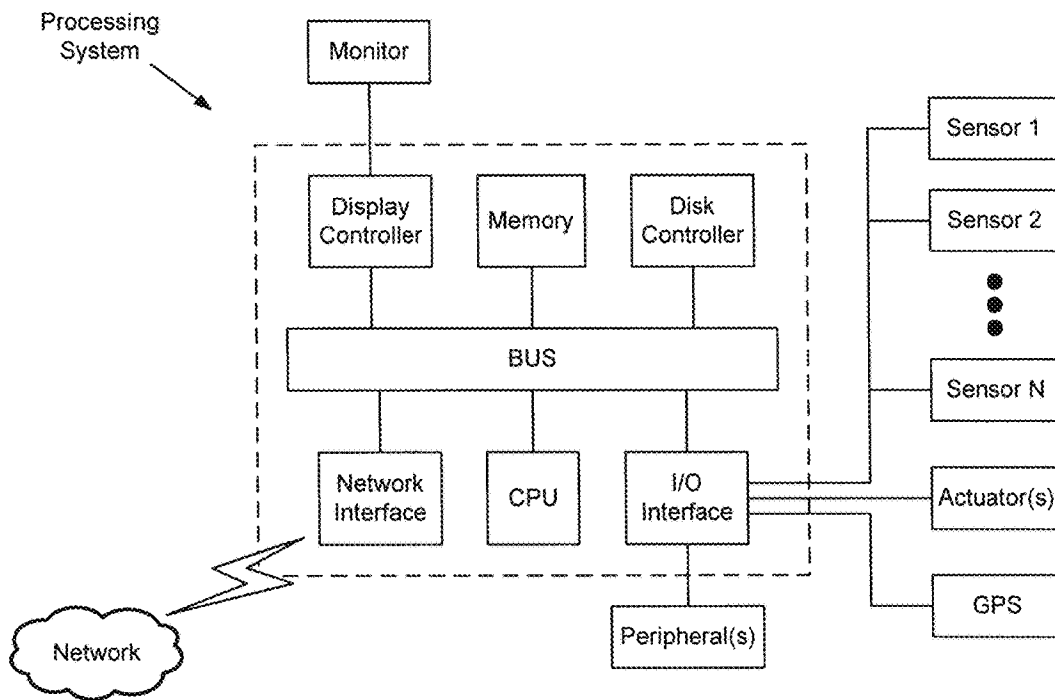 Processing
System
Monitor
Sensor 1
Display
Controller
Memory
Disk
Controller
Sensor 2
BUS
Sensor N
Network
Interface
CPU
I/O
Interface
Actuator(s)
GPS
Peripheral(s)
Network